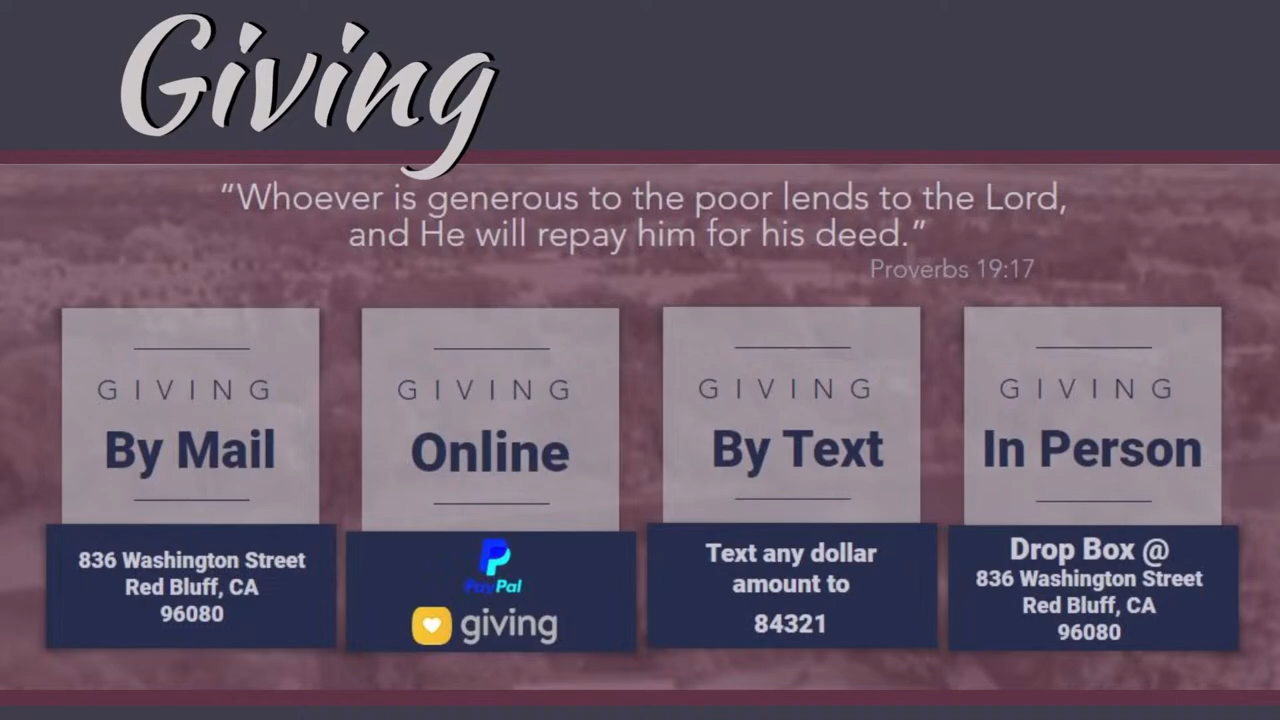 Giving
“Whoever is generous to the poor lends to the Lord,
and He will repay him for his deed.”
Proverbs 19:17
GIVING
By Mail
836 Washington Street
Red Bluff, CA
96080
GIVING
Online
PayPal
giving
GIVING
By Text
Text any dollar
amount to
84321
GIVING
In Person
Drop Box @
836 Washington Street
Red Bluff, CA
96080